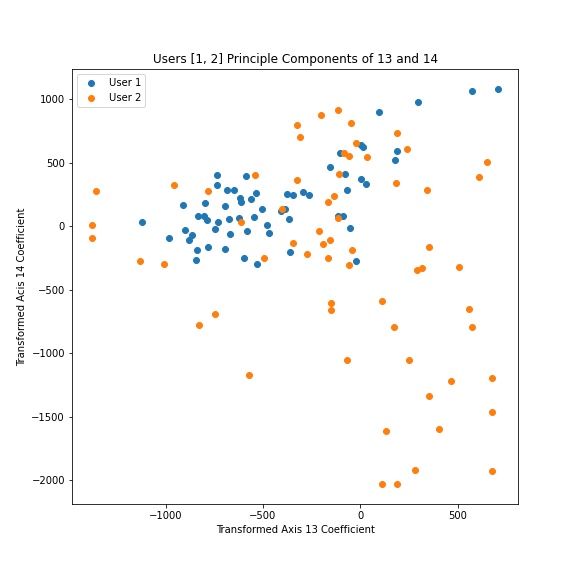 Users [1, 2] Principle Components of 13 and 14
User 1
User 2
Transformed Acis 14 Coefficient
1000
500
0
−500
−1000
−1500
−2000
−1000
−500
0
500
Transformed Axis 13 Coefficient